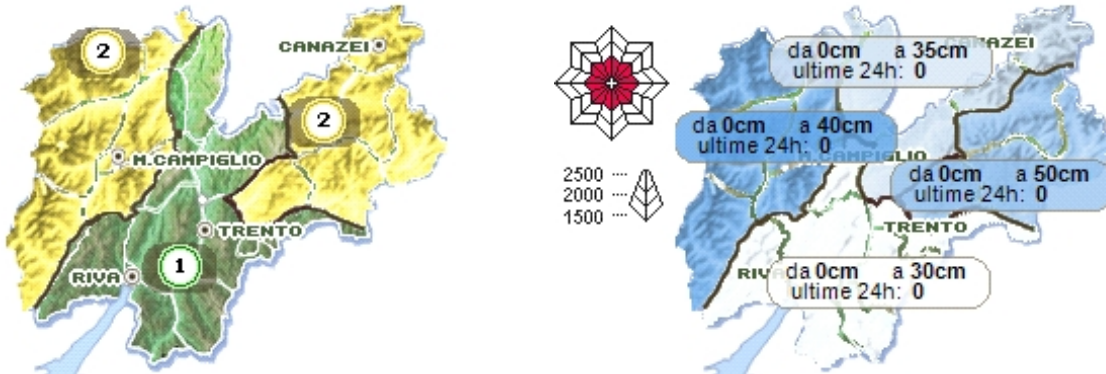 2
CANAZEI
2
M.CAMPIGLIO
TRENTO
1
RIVA
2500
2000
1500
CANAZEI
da 0cm a 35cm
ultime 24h: 0
da 0cm a 40cm
ultime 24h: 0
M.CAMPIGLIO
da 0cm a 50cm
ultime 24h: 0
TRENTO
RIVA
da 0cm a 30cm
ultime 24h: 0